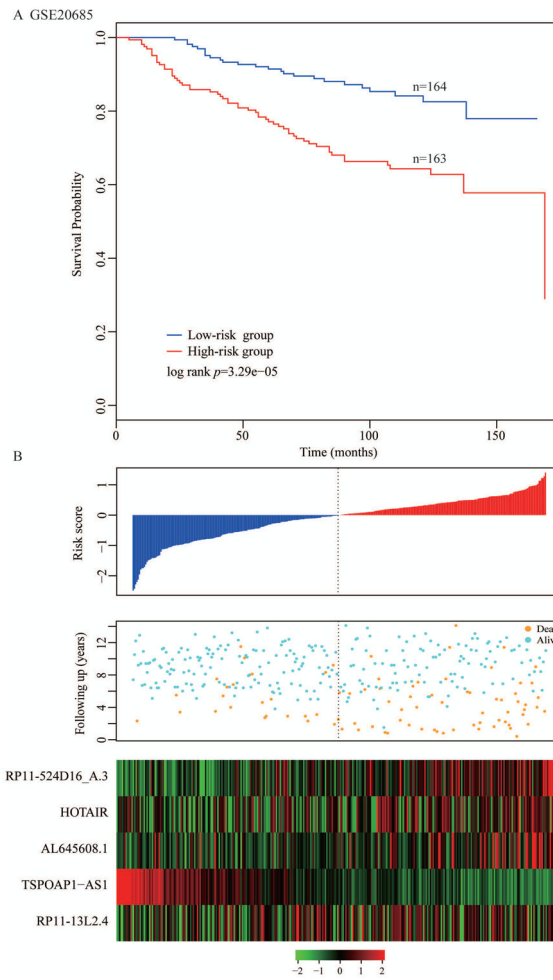 A GSE20685
1.0
0.8
0.6
0.4
0.2
0.0
Survival Probability
n=164
n=163
Low-risk group
High-risk group
log rank p=3.29e−05
0 50 100 150
Time (months)
B
1
0
−1
−2
Risk score
12
8
4
0
Following up (years)
Dea
Aliv
RP11-524D16_A.3
HOTAIR
AL645608.1
TSPOAP1−AS1
RP11-13L2.4
−2 −1 0 1 2